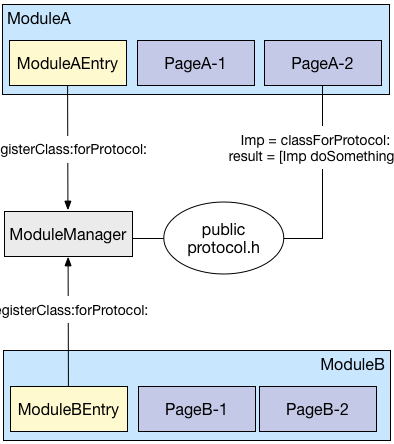 ModuleA
ModuleAEntry
PageA-1
PageA-2
gisterClass:forProtocol:
Imp = classForProtocol:
result = [Imp doSomething
ModuleManager
public
protocol.h
egisterClass:forProtocol:
ModuleB
ModuleBEntry
PageB-1
PageB-2